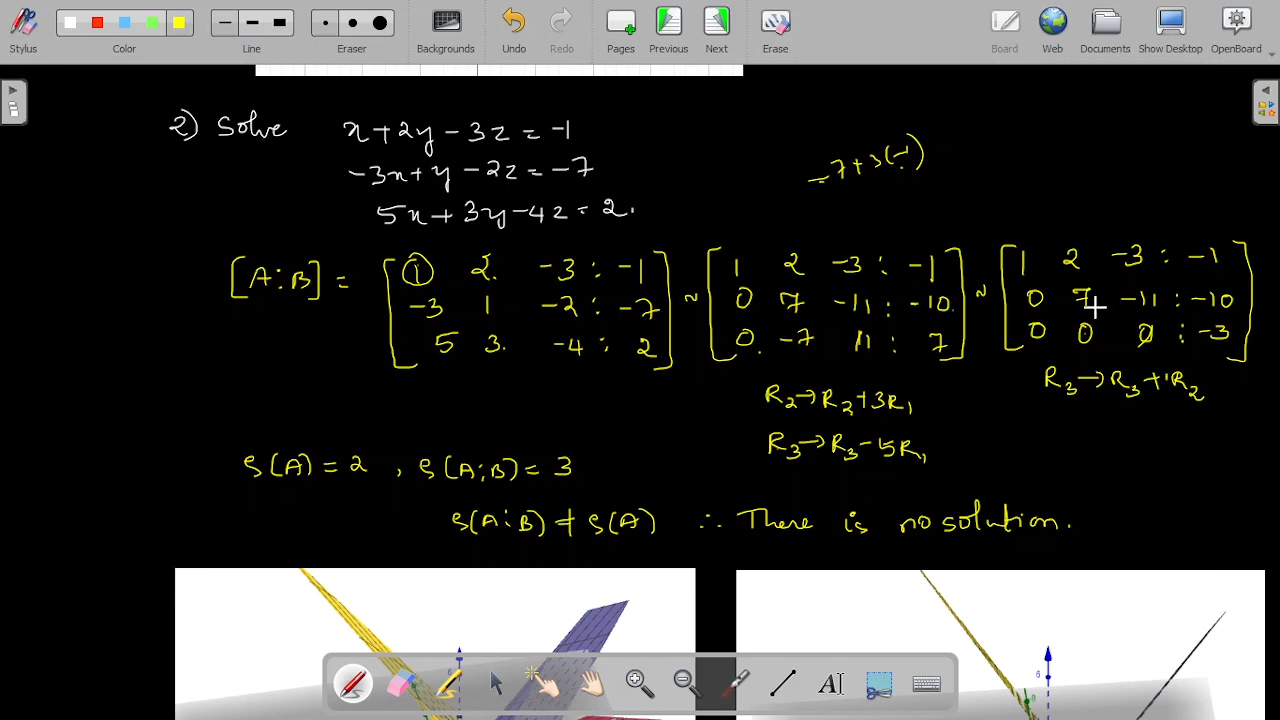 Stylus Color Line Eraser Backgrounds Undo Redo Pages Previous Next Erase Board Web Documents Show Desktop OpenBoard
2) Solve x+2y-3z = -1
-3x+y-2z = -7
5x+3y-4z = 2.
-7+3(-1)
[A:B] = [1 2 -3 : -1 ~ [1 2 -3 : -1 ~ [1 2 -3 : -1
-3 1 -2 : -7 0 7 -11 : -10 0 7 -11 : -10
5 3 -4 : 2] 0 -7 11 : 7] 0 0 0 : -3]
R3→R3+1R2
R2→R2+3R1
R3→R3-5R1
ρ(A) = 2, ρ(A:B) = 3
ρ(A:B) ≠ ρ(A) ∴ There is no solution.
6 6